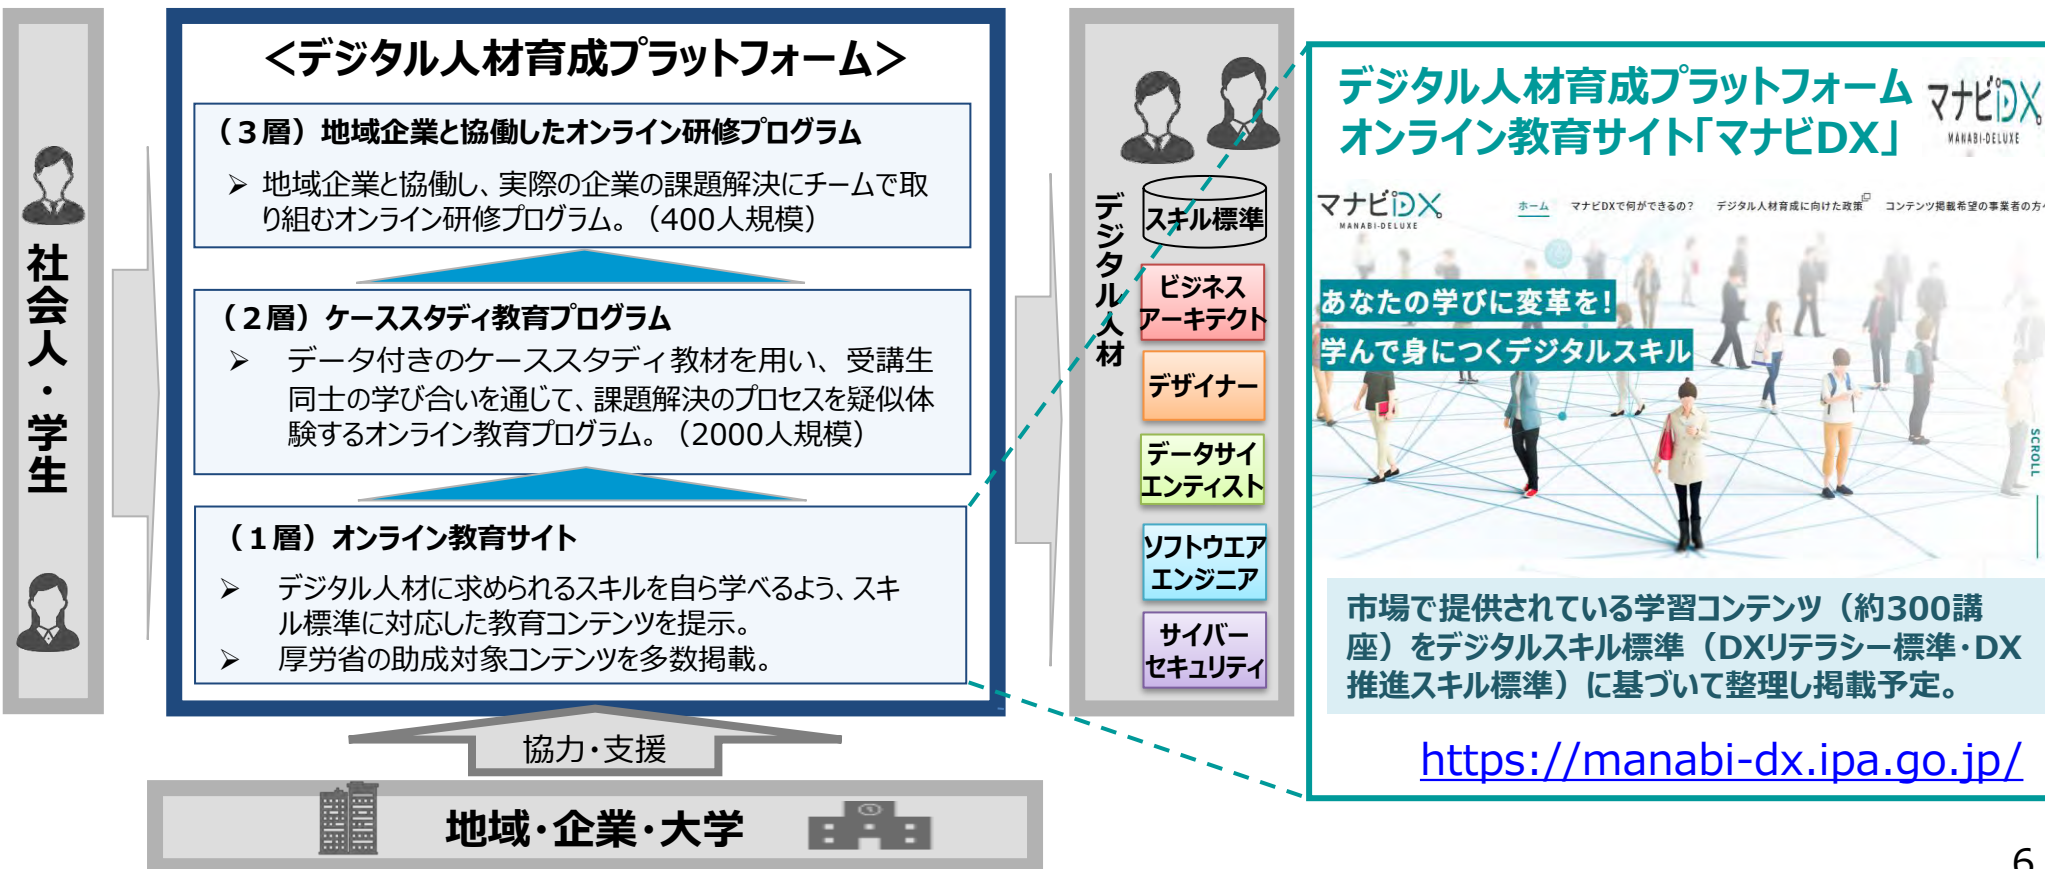 社会人・学生
＜デジタル人材育成プラットフォーム＞
（３層）地域企業と協働したオンライン研修プログラム
➢ 地域企業と協働し、実際の企業の課題解決にチームで取
り組むオンライン研修プログラム。（400人規模）
（２層）ケーススタディ教育プログラム
➢ データ付きのケーススタディ教材を用い、受講生
同士の学び合いを通じて、課題解決のプロセスを疑似体
験するオンライン教育プログラム。（2000人規模）
（１層）オンライン教育サイト
➢ デジタル人材に求められるスキルを自ら学べるよう、スキ
ル標準に対応した教育コンテンツを提示。
➢ 厚労省の助成対象コンテンツを多数掲載。
協力・支援
地域・企業・大学
デジタル人材
スキル標準
ビジネス
アーキテクト
デザイナー
データサイ
エンティスト
ソフトウエア
エンジニア
サイバー
セキュリティ
デジタル人材育成プラットフォーム
オンライン教育サイト「マナビDX」
マナビDX
MANABI-DELUXE
マナビDX
MANABI-DELUXE
ホーム マナビDXで何ができるの？ デジタル人材育成に向けた政策 コンテンツ掲載希望の事業者の方へ
あなたの学びに変革を！
学んで身につくデジタルスキル
SCROLL
市場で提供されている学習コンテンツ（約300講
座）をデジタルスキル標準（DXリテラシー標準・DX
推進スキル標準）に基づいて整理し掲載予定。
https://manabi-dx.ipa.go.jp/
6